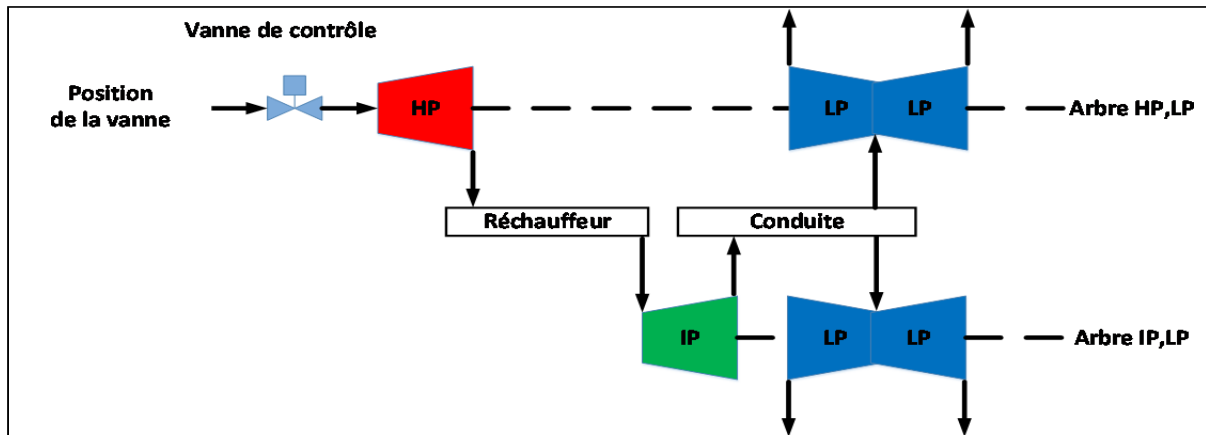 Vanne de contrôle
Position
de la vanne
HP
LP
LP
Arbre HP,LP
Réchauffeur
Conduite
IP
LP
LP
Arbre IP,LP